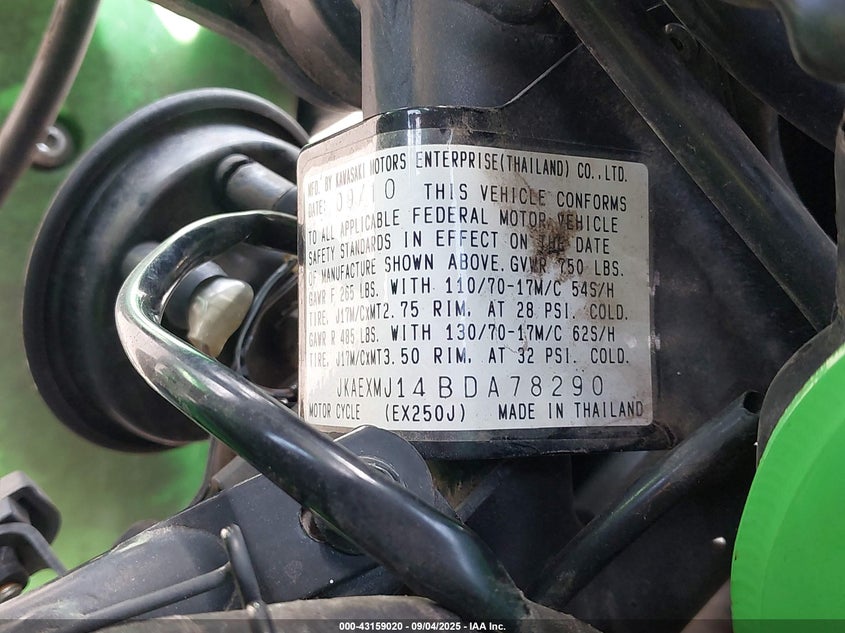 MFD. BY KAWASAKI MOTORS ENTERPRISE(THAILAND) CO.,LTD.
DATE: 09/10 THIS VEHICLE CONFORMS
TO ALL APPLICABLE FEDERAL MOTOR VEHICLE
SAFETY STANDARDS IN EFFECT ON THE DATE
OF MANUFACTURE SHOWN ABOVE. GVWR 750 LBS.
GAWR F 265 LBS. WITH 110/70-17M/C 54S/H
TIRE, J17M/CxMT2.75 RIM, AT 28 PSI. COLD.
GAWR R 485 LBS. WITH 130/70-17M/C 62S/H
TIRE, J17M/CxMT3.50 RIM, AT 32 PSI. COLD.
JKAEXMJ14BDA78290
MOTOR CYCLE (EX250J) MADE IN THAILAND
000-43159020 - 09/04/2025 - IAA Inc.